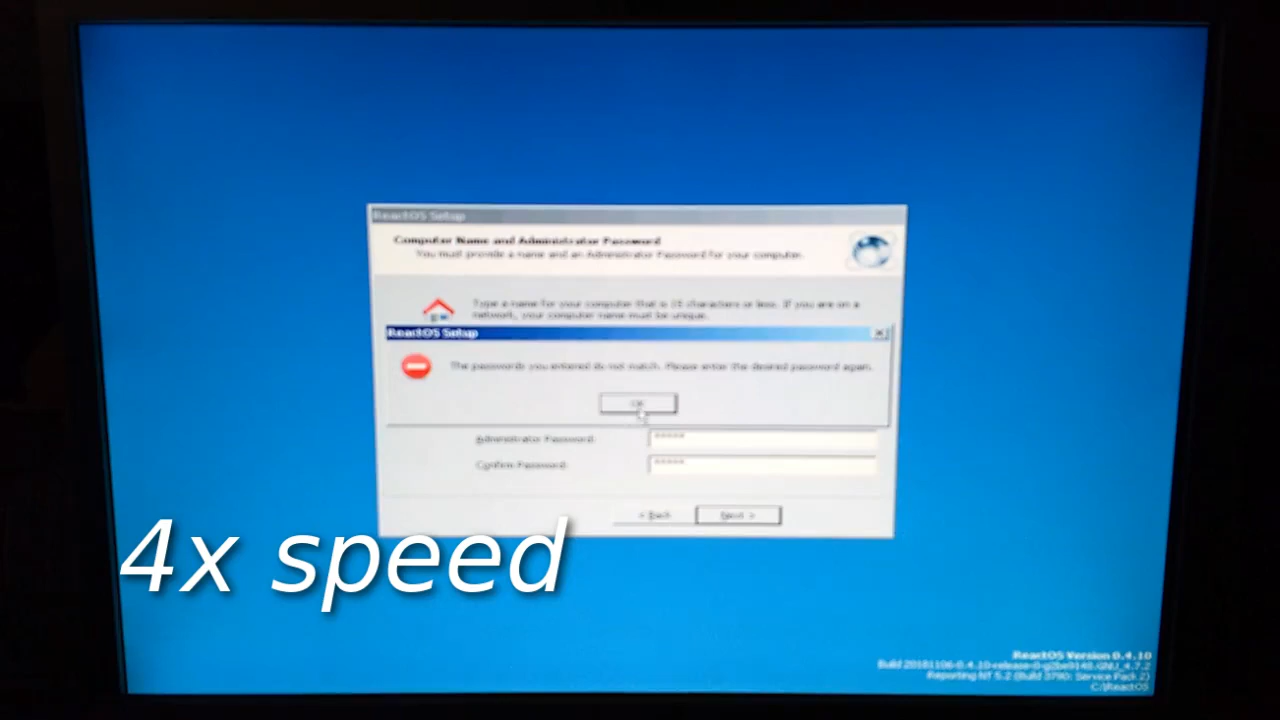 ReactOS Setup
Computer Name and Administrator Password
You must provide a name and an Administrator Password for your computer.
Type a name for your computer that is 15 characters or less. If you are on a
network, your computer name must be unique.
ReactOS Setup
The passwords you entered do not match. Please enter the desired password again.
OK
Administrator Password:
*****
Confirm Password:
*****
< Back
Next >
4x speed
ReactOS Version 0.4.10
Reporting NT 5.2 (Build 3790: Service Pack 2)
C:\ReactOS